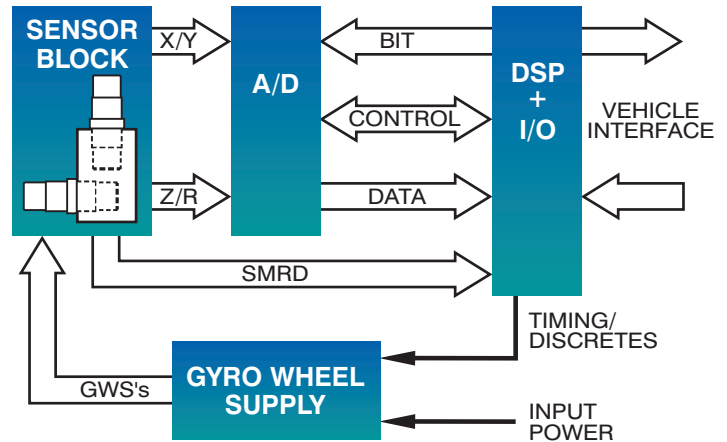 SENSOR
BLOCK
X/Y
A/D
BIT
DSP
+
I/O
CONTROL
VEHICLE
INTERFACE
Z/R
DATA
SMRD
TIMING/
DISCRETES
GYRO WHEEL
SUPPLY
GWS's
INPUT
POWER